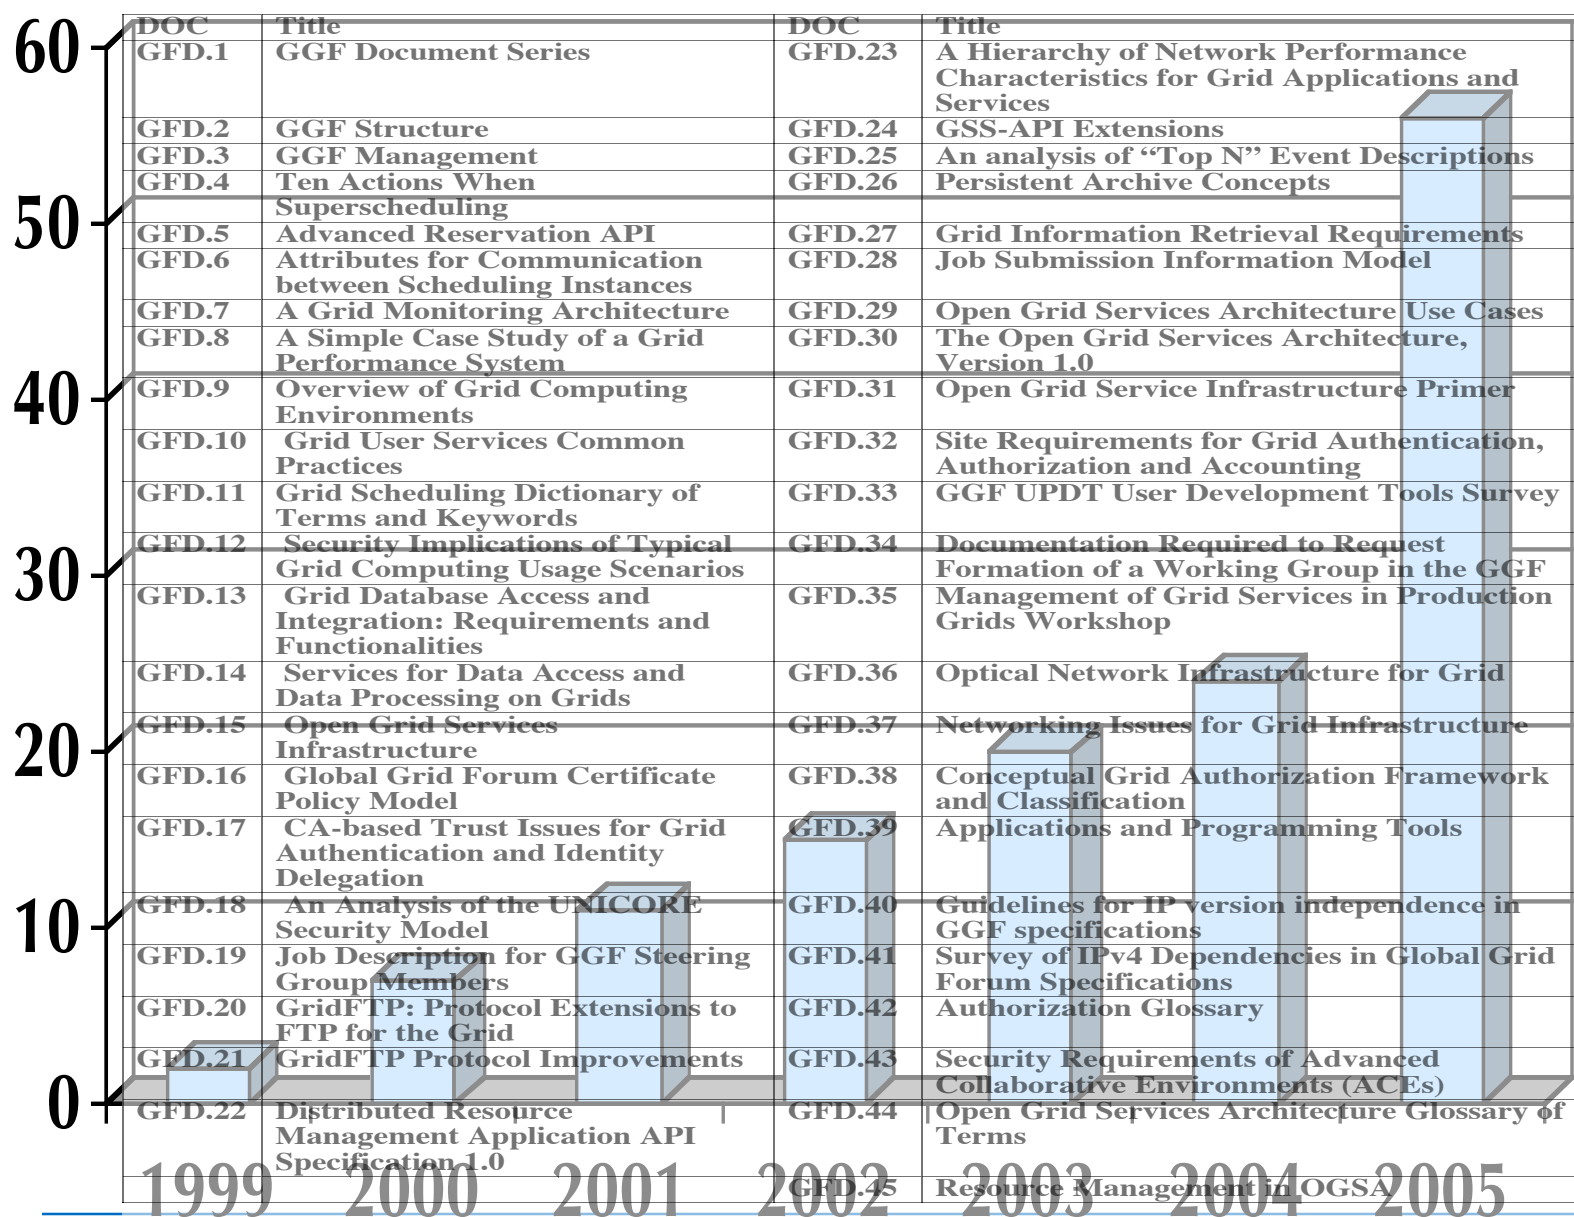 60
50
40
30
20
10
0
DOC Title
GFD.1 GGF Document Series
GFD.2 GGF Structure
GFD.3 GGF Management
GFD.4 Ten Actions When
Superscheduling
GFD.5 Advanced Reservation API
GFD.6 Attributes for Communication
between Scheduling Instances
GFD.7 A Grid Monitoring Architecture
GFD.8 A Simple Case Study of a Grid
Performance System
GFD.9 Overview of Grid Computing
Environments
GFD.10 Grid User Services Common
Practices
GFD.11 Grid Scheduling Dictionary of
Terms and Keywords
GFD.12 Security Implications of Typical
Grid Computing Usage Scenarios
GFD.13 Grid Database Access and
Integration: Requirements and
Functionalities
GFD.14 Services for Data Access and
Data Processing on Grids
GFD.15 Open Grid Services
Infrastructure
GFD.16 Global Grid Forum Certificate
Policy Model
GFD.17 CA-based Trust Issues for Grid
Authentication and Identity
Delegation
GFD.18 An Analysis of the UNICORE
Security Model
GFD.19 Job Description for GGF Steering
Group Members
GFD.20 GridFTP: Protocol Extensions to
FTP for the Grid
GFD.21 GridFTP Protocol Improvements
GFD.22 Distributed Resource
Management Application API
Specification 1.0
DOC Title
GFD.23 A Hierarchy of Network Performance
Characteristics for Grid Applications and
Services
GFD.24 GSS-API Extensions
GFD.25 An analysis of “Top N” Event Descriptions
GFD.26 Persistent Archive Concepts
GFD.27 Grid Information Retrieval Requirements
GFD.28 Job Submission Information Model
GFD.29 Open Grid Services Architecture Use Cases
GFD.30 The Open Grid Services Architecture,
Version 1.0
GFD.31 Open Grid Service Infrastructure Primer
GFD.32 Site Requirements for Grid Authentication,
Authorization and Accounting
GFD.33 GGF UPDT User Development Tools Survey
GFD.34 Documentation Required to Request
Formation of a Working Group in the GGF
GFD.35 Management of Grid Services in Production
Grids Workshop
GFD.36 Optical Network Infrastructure for Grid
GFD.37 Networking Issues for Grid Infrastructure
GFD.38 Conceptual Grid Authorization Framework
and Classification
GFD.39 Applications and Programming Tools
GFD.40 Guidelines for IP version independence in
GGF specifications
GFD.41 Survey of IPv4 Dependencies in Global Grid
Forum Specifications
GFD.42 Authorization Glossary
GFD.43 Security Requirements of Advanced
Collaborative Environments (ACEs)
GFD.44 Open Grid Services Architecture Glossary of
Terms
GFD.45 Resource Management in OGSA
1999 2000 2001 2002 2003 2004 2005